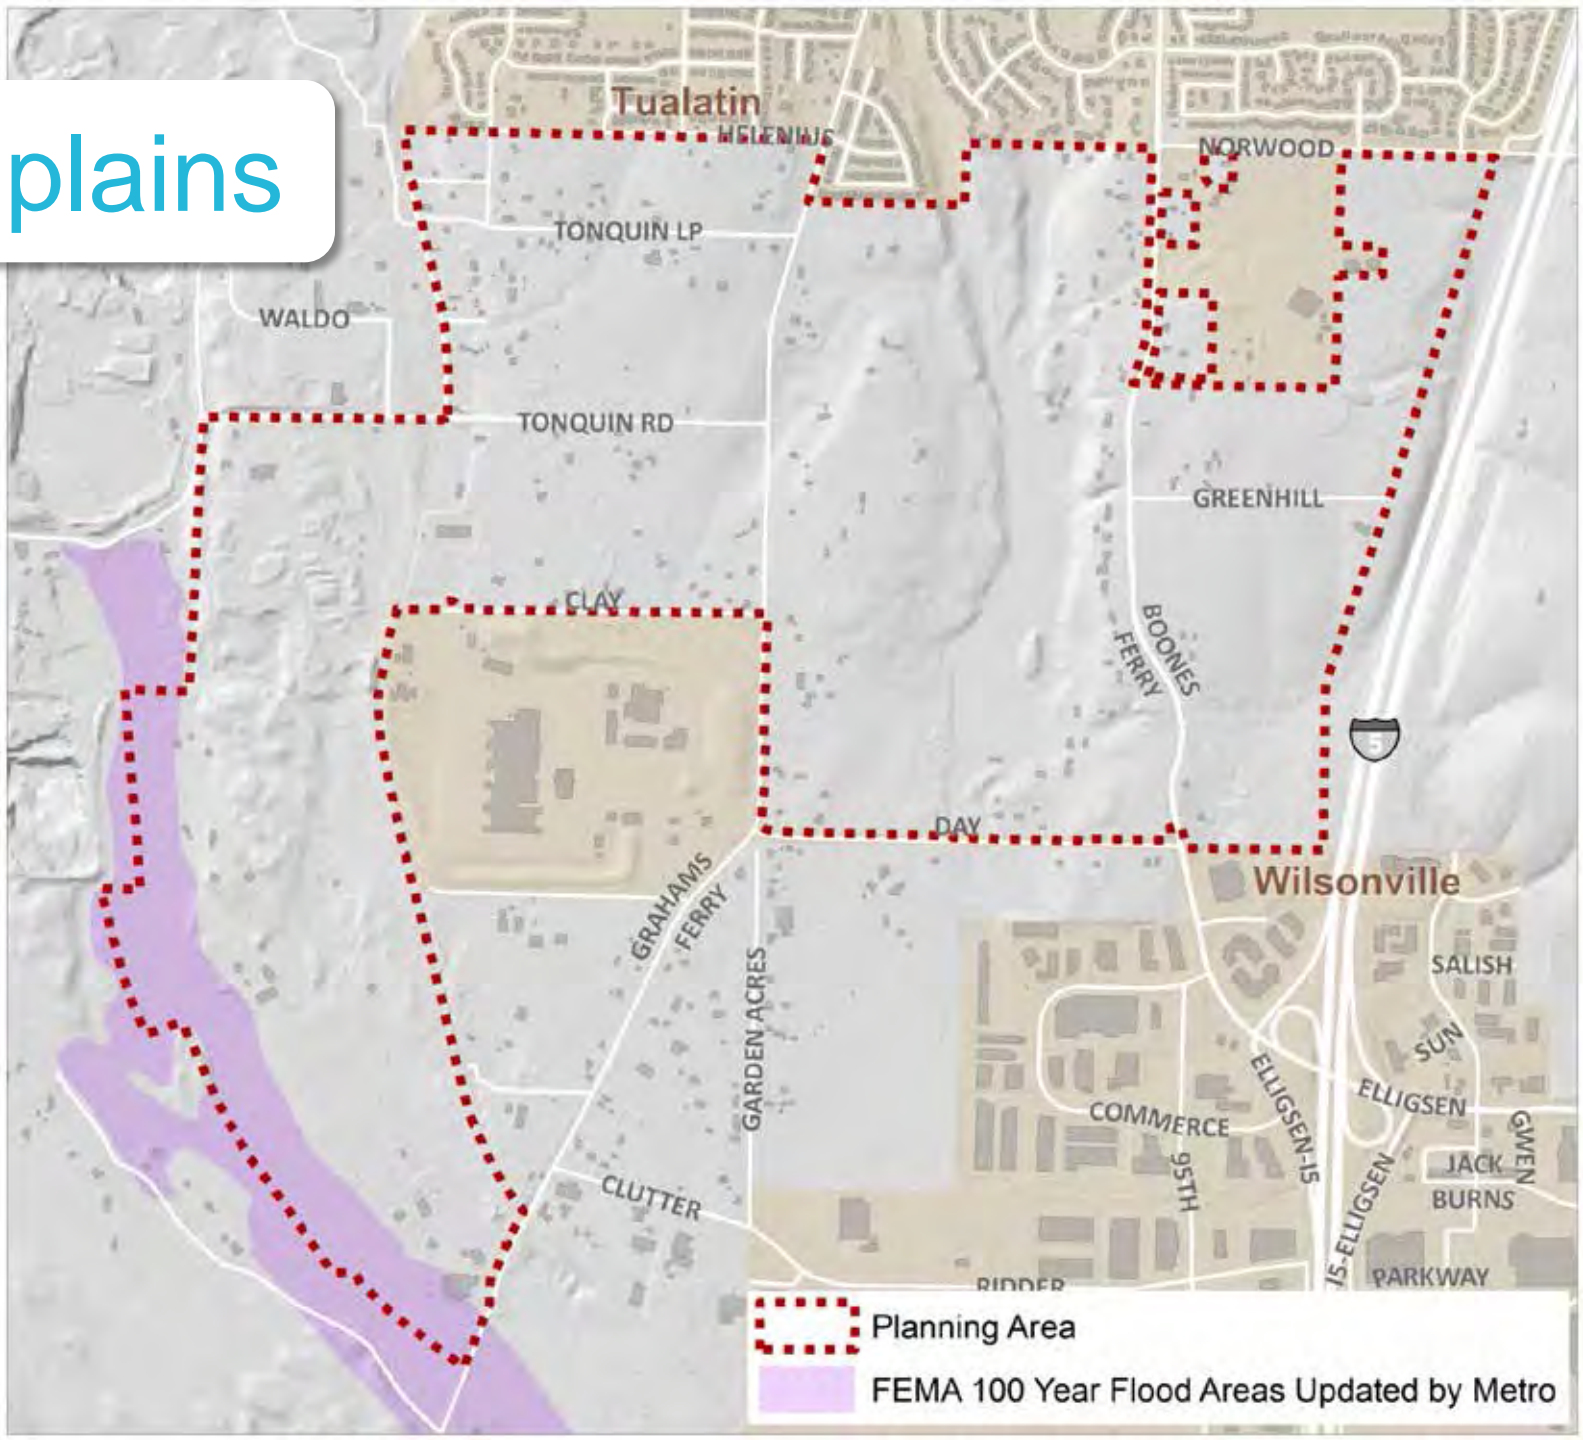 plains
Tualatin
HELENIUS
NORWOOD
TONQUIN LP
WALDO
TONQUIN RD
GREENHILL
CLAY
BOONES
FERRY
5
DAY
Wilsonville
GRAHAMS
FERRY
GARDEN ACRES
SALISH
SUN
ELLIGSEN
ELLIGSEN-I5
COMMERCE
95TH
GWEN
JACK
BURNS
CLUTTER
I5-ELLIGSEN
PARKWAY
RIDDER
Planning Area
FEMA 100 Year Flood Areas Updated by Metro